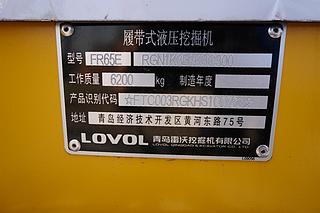 履带式液压挖掘机
型号 FR65E
工作质量 6200 kg 制造年度
产品识别代码
地址 青岛经济技术开发区黄河东路75号
LOVOL 青岛雷沃挖掘机有限公司